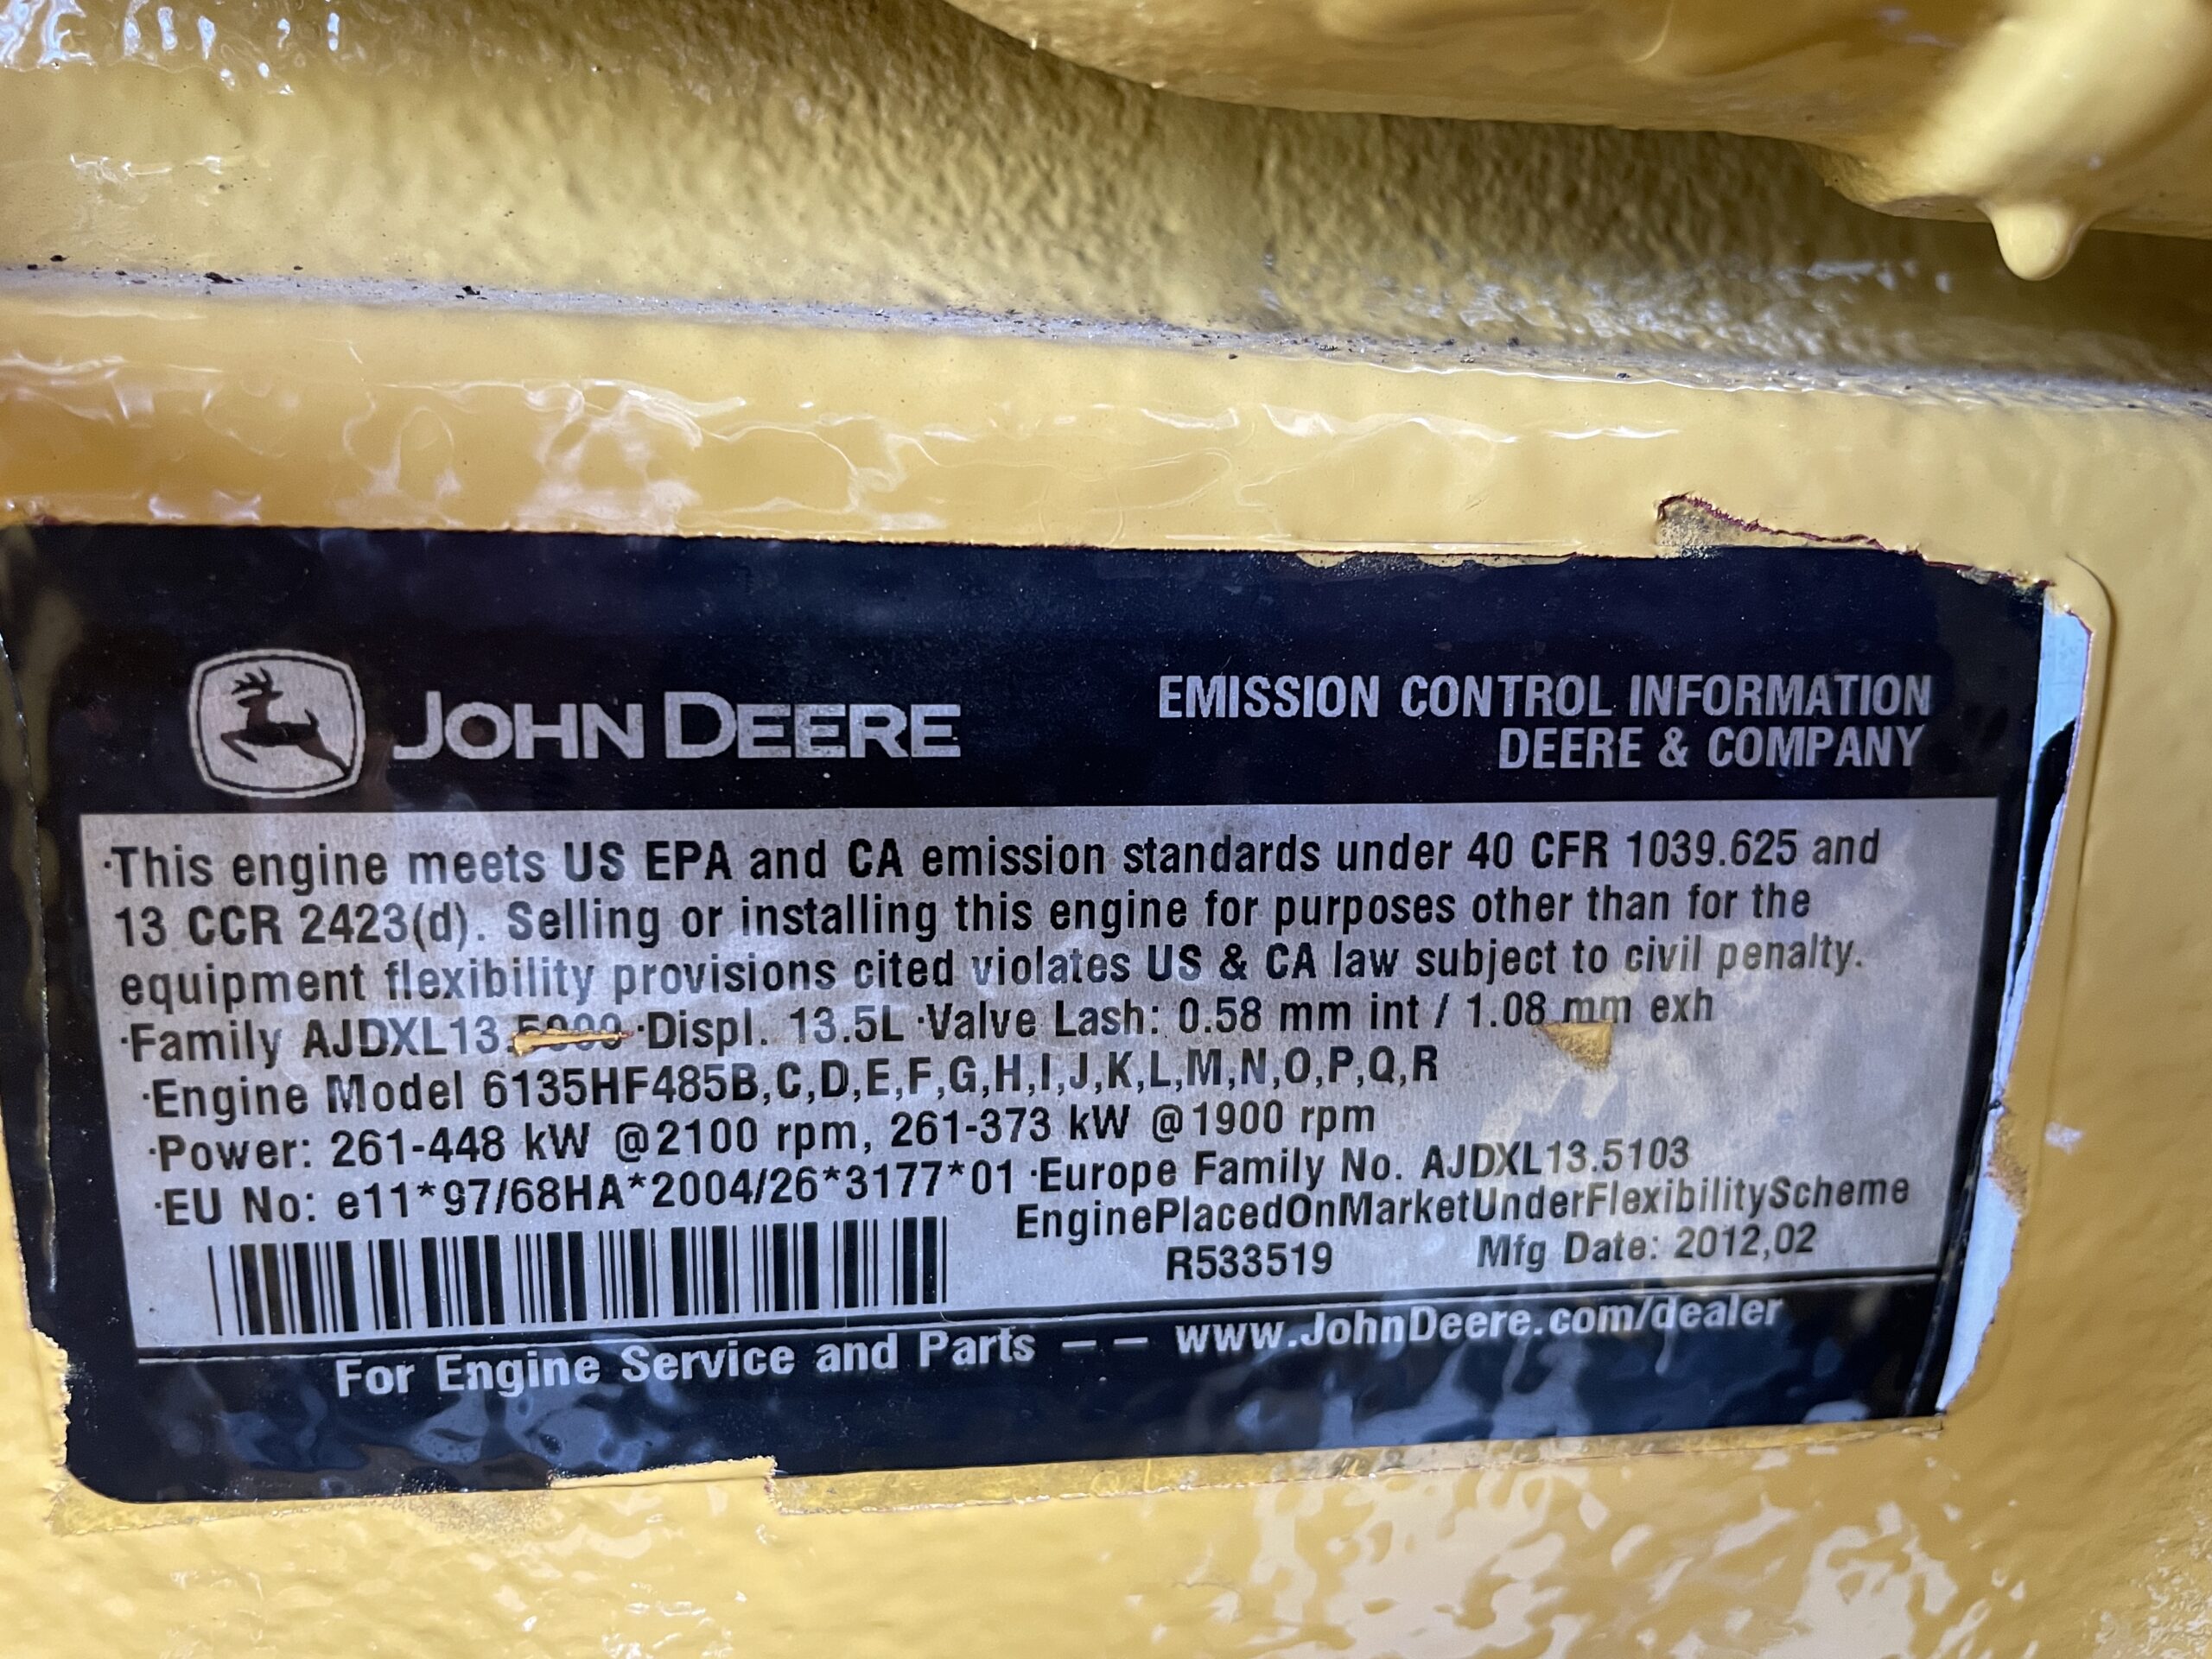 JOHN DEERE
EMISSION CONTROL INFORMATION
DEERE & COMPANY
·This engine meets US EPA and CA emission standards under 40 CFR 1039.625 and
13 CCR 2423(d). Selling or installing this engine for purposes other than for the
equipment flexibility provisions cited violates US & CA law subject to civil penalty.
·Family ·Displ. 13.5L ·Valve Lash: 0.58 mm int / 1.08 mm exh
·Engine Model 6135HF485B,C,D,E,F,G,H,I,J,K,L,M,N,O,P,Q,R
·Power: 261-448 kW @2100 rpm, 261-373 kW @1900 rpm
·EU No: e11*97/68HA*2004/26*3177*01 ·Europe Family No. AJDXL13.5103
EnginePlacedOnMarketUnderFlexibilityScheme
R533519 Mfg Date: 2012,02
For Engine Service and Parts -- www.JohnDeere.com/dealer